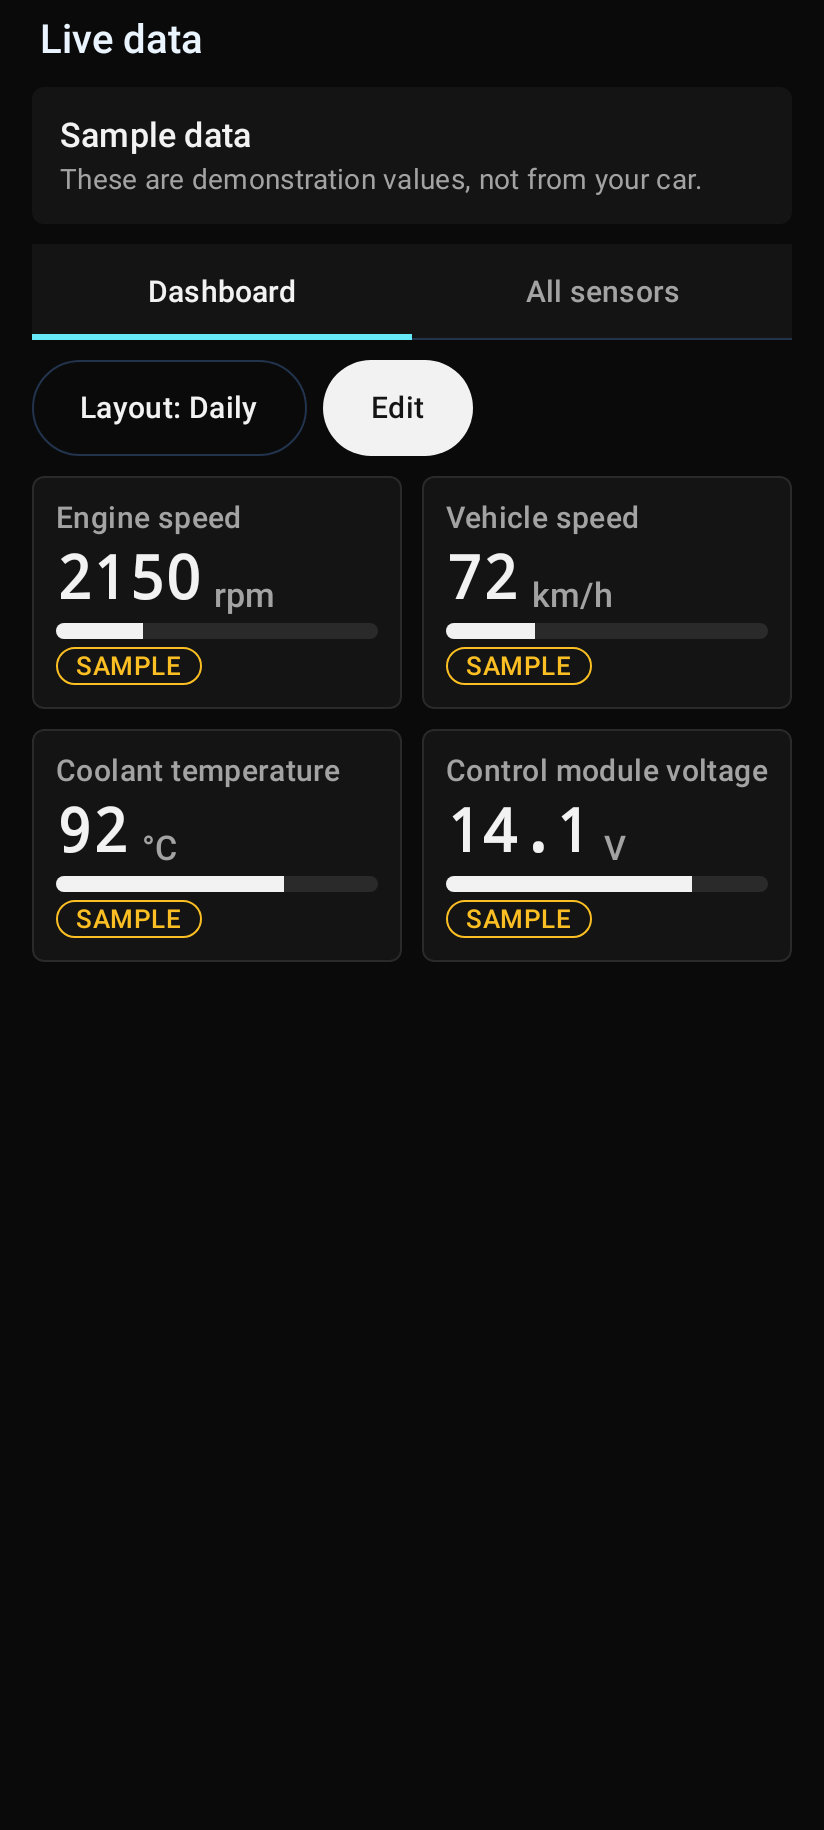 Live data
Sample data
These are demonstration values, not from your car.
Dashboard
All sensors
Layout: Daily
Edit
Engine speed
2150 rpm
SAMPLE
Vehicle speed
72 km/h
SAMPLE
Coolant temperature
92 °C
SAMPLE
Control module voltage
14.1 V
SAMPLE